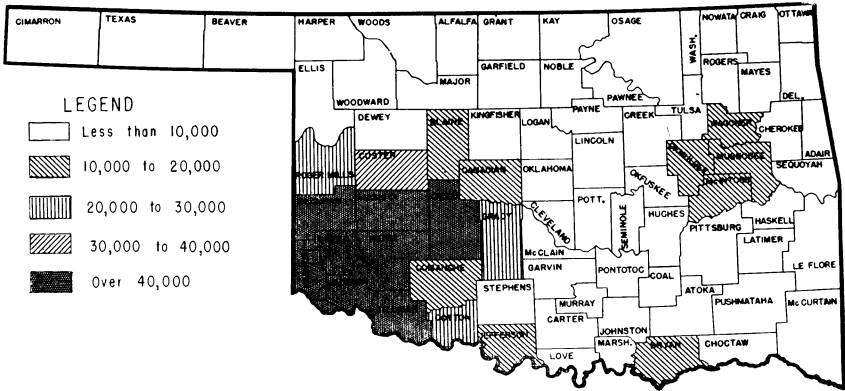 CIMARRON
TEXAS
BEAVER
HARPER
WOODS
ALFALFA
GRANT
KAY
OSAGE
WASH.
NOWATA
CRAIG
OTTAWA
ELLIS
WOODWARD
MAJOR
GARFIELD
NOBLE
PAWNEE
ROGERS
MAYES
DEL.
LEGEND
Less than 10,000
10,000 to 20,000
20,000 to 30,000
30,000 to 40,000
Over 40,000
DEWEY
BLAINE
KINGFISHER
LOGAN
PAYNE
CREEK
TULSA
WAGONER
CHEROKEE
ADAIR
ROGER MILLS
COSTER
CANADIAN
OKLAHOMA
LINCOLN
OKFUSKEE
MUSKOGEE
McINTOSH
SEQUOYAH
GRADY
CLEVELAND
POTT.
SEMINOLE
HUGHES
PITTSBURG
HASKELL
LATIMER
LE FLORE
McCLAIN
GARVIN
PONTOTOC
COAL
COMANCHE
STEPHENS
MURRAY
ATOKA
PUSHMATAHA
McCURTAIN
COTTON
CARTER
JOHNSTON
JEFFERSON
LOVE
MARSH.
BRYAN
CHOCTAW